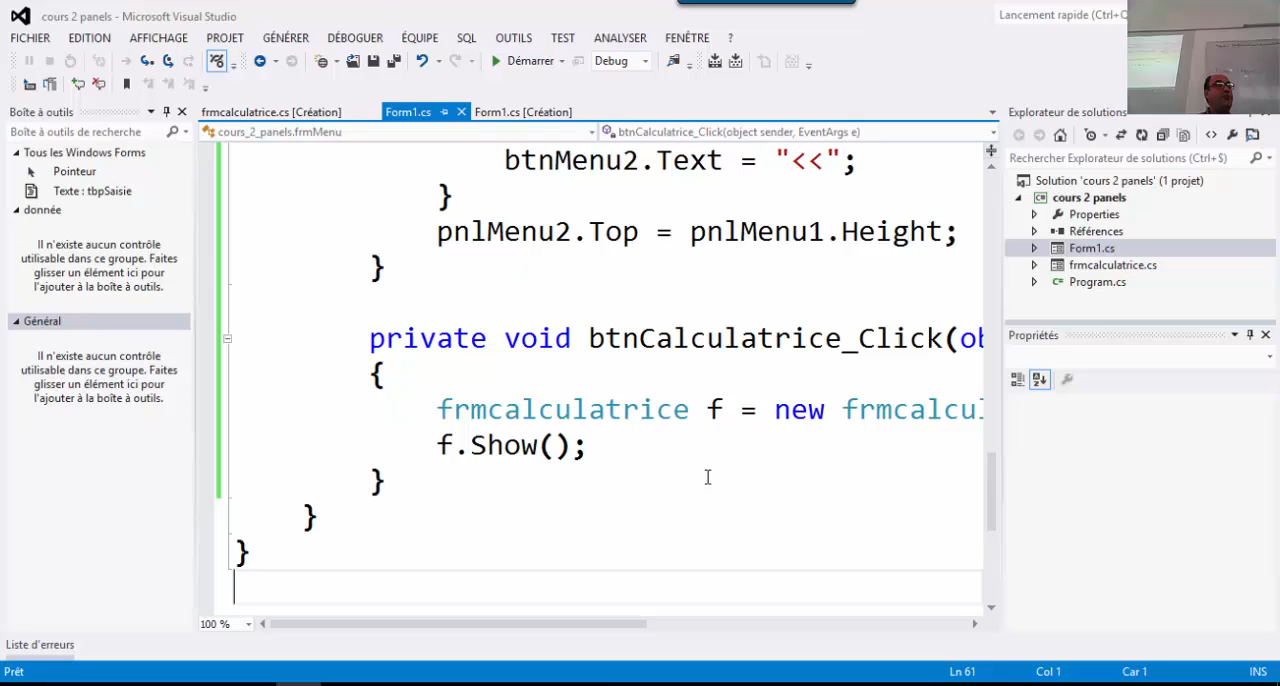 cours 2 panels - Microsoft Visual Studio
Lancement rapide (Ctrl+Q
FICHIER EDITION AFFICHAGE PROJET GÉNÉRER DÉBOGUER ÉQUIPE SQL OUTILS TEST ANALYSER FENÊTRE ?
Démarrer Debug
Boîte à outils
Boîte à outils de recherche
Tous les Windows Forms
Pointeur
Texte : tbpSaisie
donnée
Il n'existe aucun contrôle
utilisable dans ce groupe. Faites
glisser un élément ici pour
l'ajouter à la boîte à outils.
Général
Il n'existe aucun contrôle
utilisable dans ce groupe. Faites
glisser un élément ici pour
l'ajouter à la boîte à outils.
frmcalculatrice.cs [Création] Form1.cs Form1.cs [Création]
cours_2_panels.frmMenu btnCalculatrice_Click(object sender, EventArgs e)
btnMenu2.Text = "<<";
}
pnlMenu2.Top = pnlMenu1.Height;
}
private void btnCalculatrice_Click(ob
{
frmcalculatrice f = new frmcalcul
f.Show();
}
}
}
100 %
Explorateur de solutions
Rechercher Explorateur de solutions (Ctrl+$)
Solution 'cours 2 panels' (1 projet)
C# cours 2 panels
Properties
Références
Form1.cs
frmcalculatrice.cs
C# Program.cs
Propriétés
Liste d'erreurs
Prêt Ln 61 Col 1 Car 1 INS